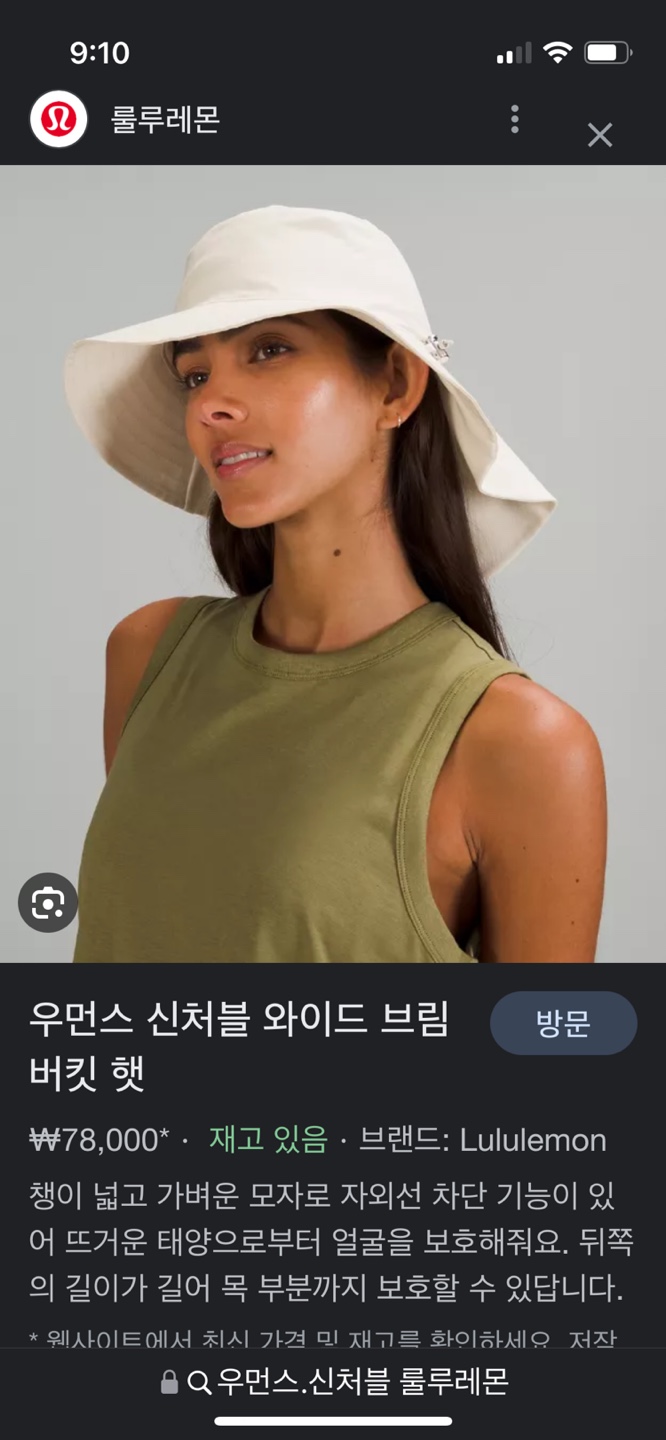 9:10
룰루레몬
우먼스 신처블 와이드 브림
버킷 햇
방문
₩78,000* · 재고 있음 · 브랜드: Lululemon
챙이 넓고 가벼운 모자로 자외선 차단 기능이 있
어 뜨거운 태양으로부터 얼굴을 보호해줘요. 뒤쪽
의 길이가 길어 목 부분까지 보호할 수 있답니다.
* 웹사이트에서 최신 가격 및 재고를 확인하세요. 저작
우먼스.신처블 룰루레몬